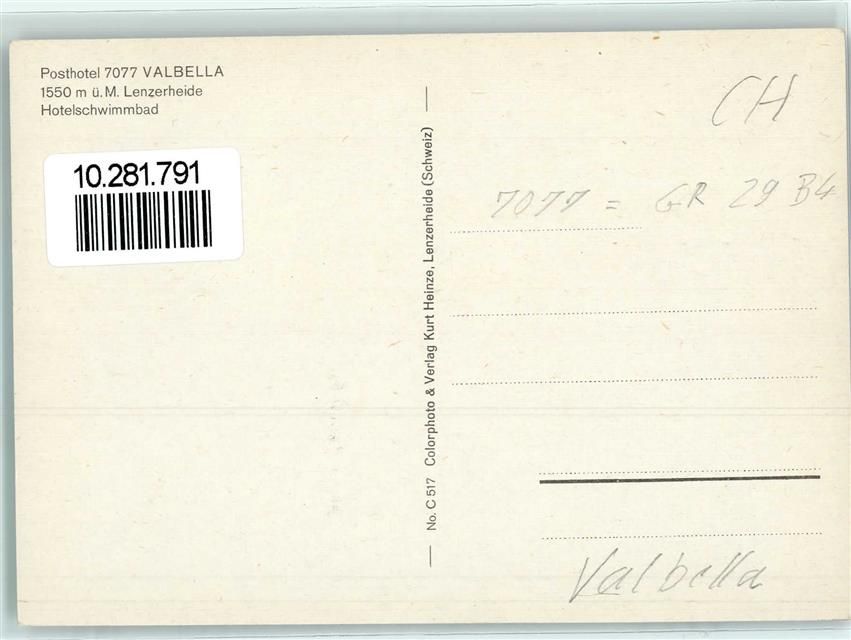 Posthotel 7077 VALBELLA
1550 m ü. M. Lenzerheide
Hotelschwimmbad
10.281.791
No. C 517 Colorphoto & Verlag Kurt Heinze, Lenzerheide (Schweiz)
CH
7077 = GR 29 B4
Valbella